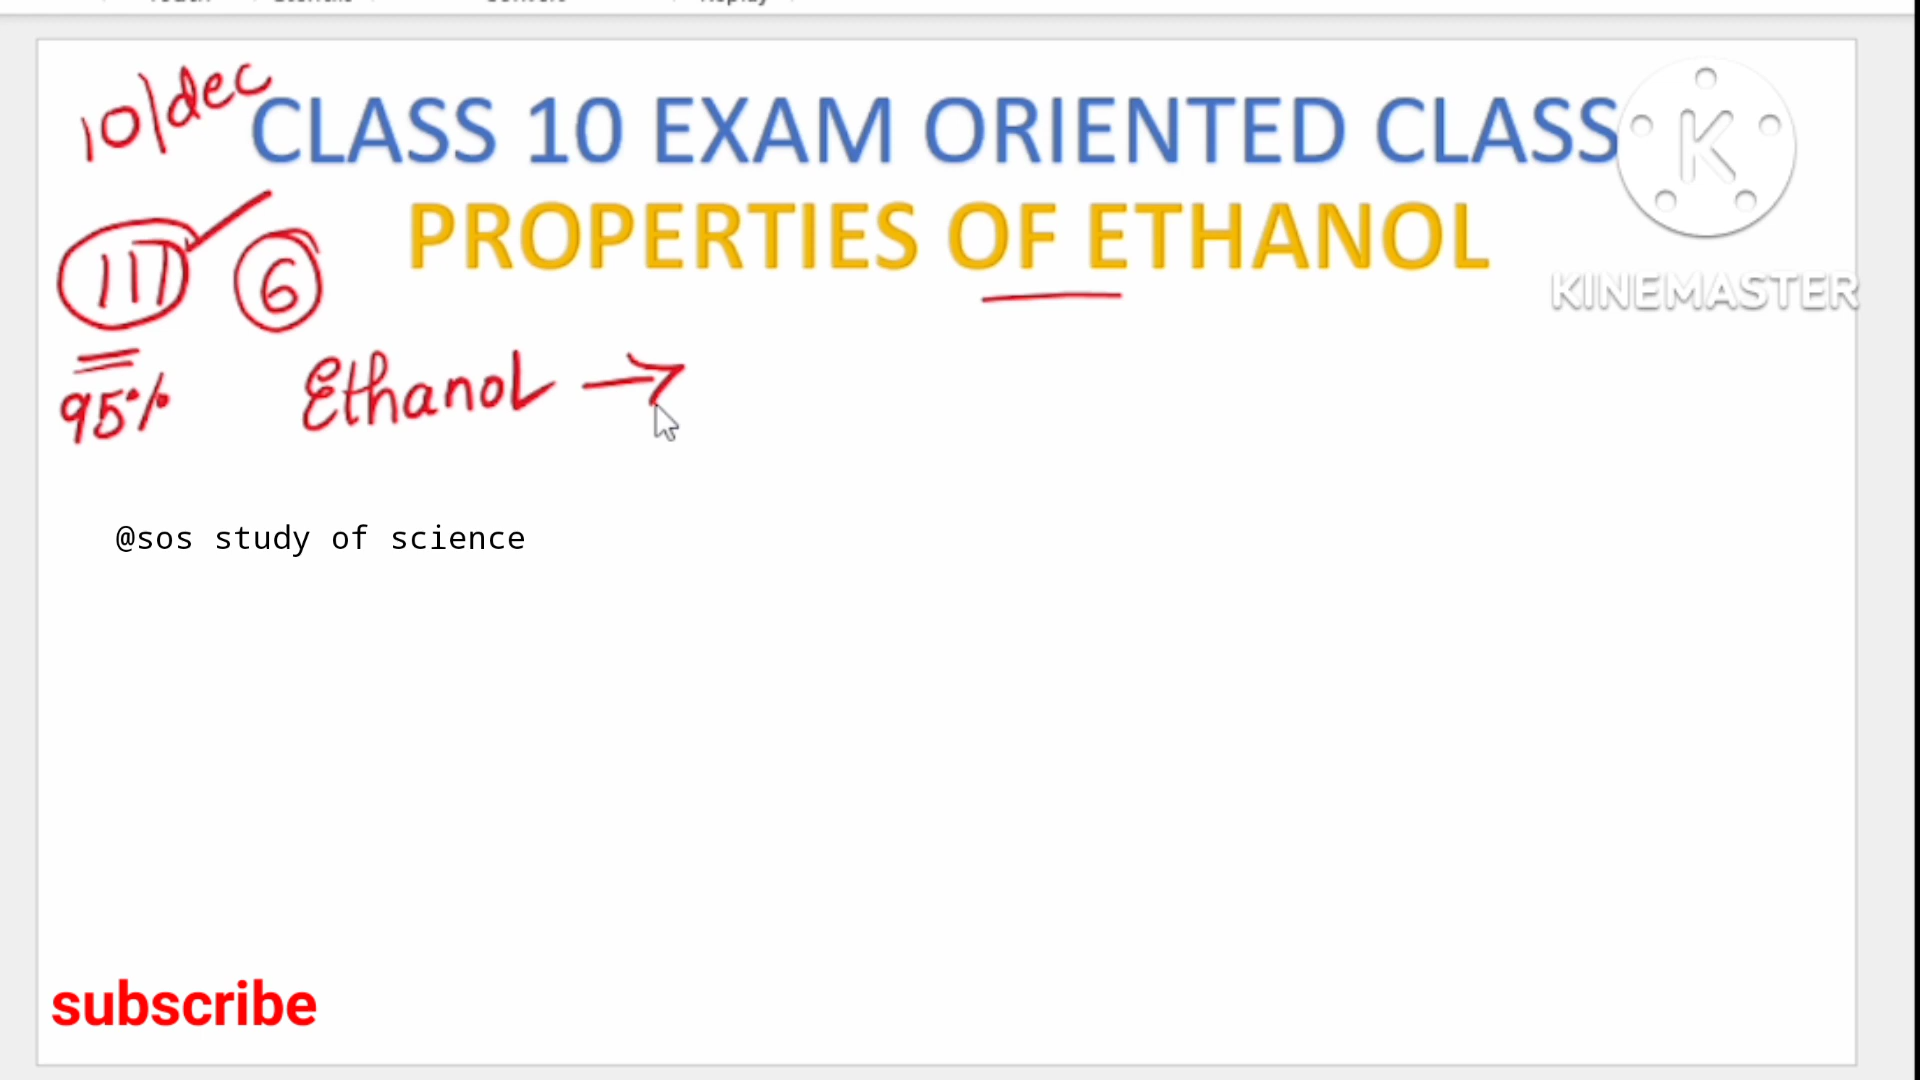 10/dec
CLASS 10 EXAM ORIENTED CLASS
PROPERTIES OF ETHANOL
6
95%
Ethanol →
K
KINEMASTER
@sos study of science
subscribe